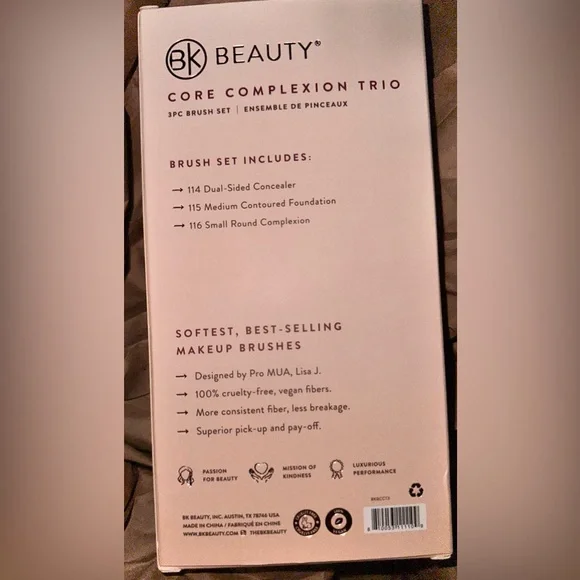 BK BEAUTY®
CORE COMPLEXION TRIO
3PC BRUSH SET | ENSEMBLE DE PINCEAUX
BRUSH SET INCLUDES:
→ 114 Dual-Sided Concealer
→ 115 Medium Contoured Foundation
→ 116 Small Round Complexion
SOFTEST, BEST-SELLING
MAKEUP BRUSHES
→ Designed by Pro MUA, Lisa J.
→ 100% cruelty-free, vegan fibers.
→ More consistent fiber, less breakage.
→ Superior pick-up and pay-off.
PASSION
FOR BEAUTY
MISSION OF
KINDNESS
LUXURIOUS
PERFORMANCE
BK BEAUTY, INC. AUSTIN, TX 78746 USA.
MADE IN CHINA / FABRIQUÉ EN CHINE
WWW.BKBEAUTY.COM THEBKBEAUTY